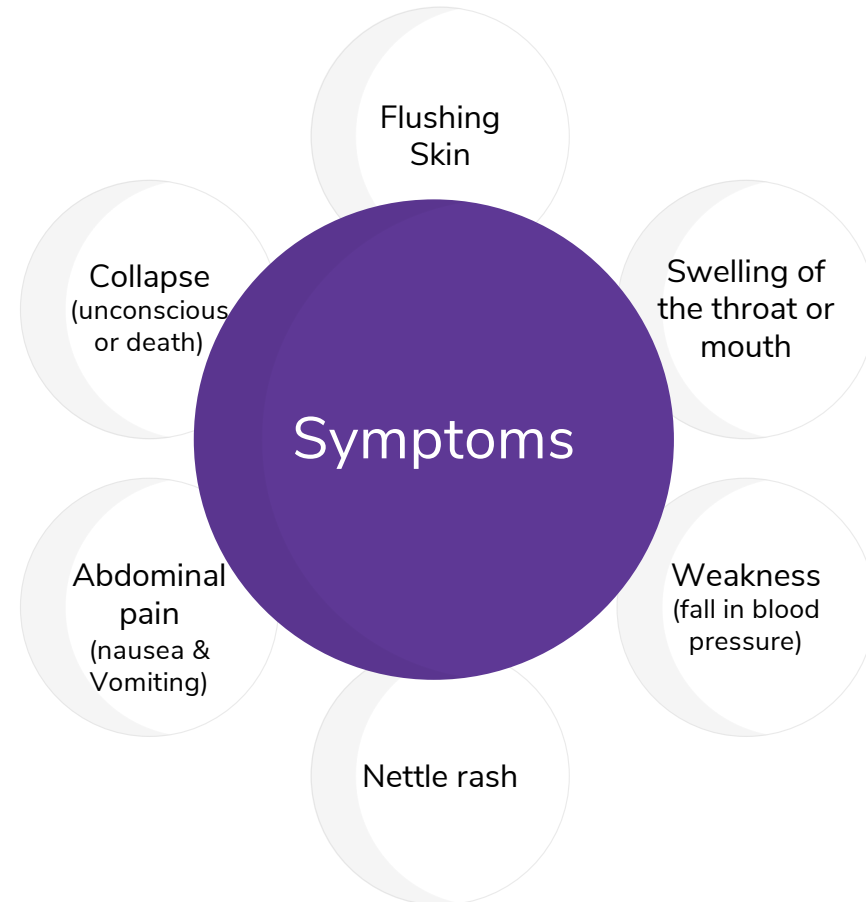 Flushing
Skin
Collapse
(unconscious
or death)
Swelling of
the throat or
mouth
Symptoms
Abdominal
pain
(nausea &
Vomiting)
Weakness
(fall in blood
pressure)
Nettle rash